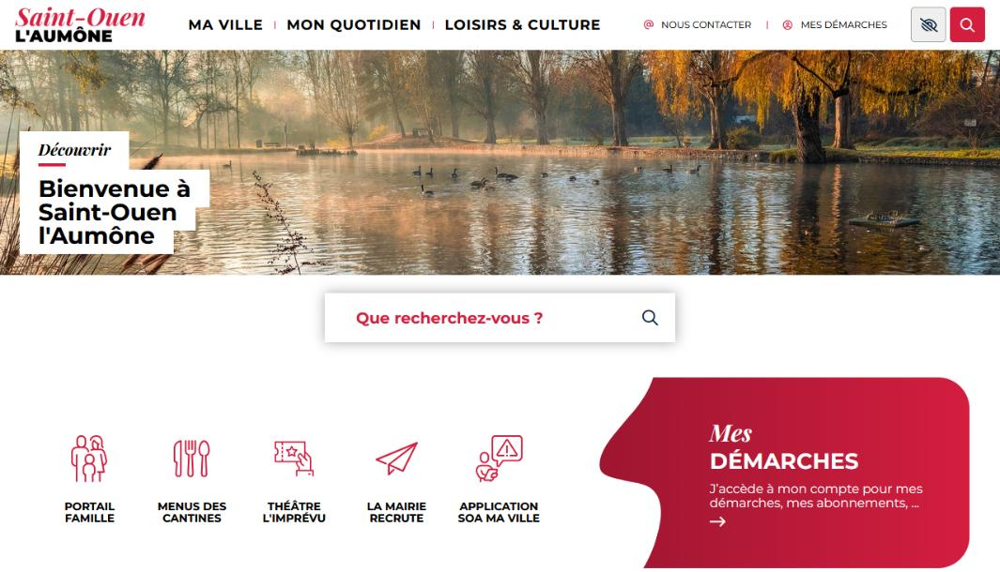 Saint-Ouen
L'AUMÔNE
MA VILLE
MON QUOTIDIEN
LOISIRS & CULTURE
NOUS CONTACTER
MES DÉMARCHES
Découvrir
Bienvenue à
Saint-Ouen
l'Aumône
Que recherchez-vous ?
PORTAIL
FAMILLE
MENUS DES
CANTINES
THÉÂTRE
L'IMPRÉVU
LA MAIRIE
RECRUTE
APPLICATION
SOA MA VILLE
Mes
DÉMARCHES
J'accède à mon compte pour mes
démarches, mes abonnements, ...